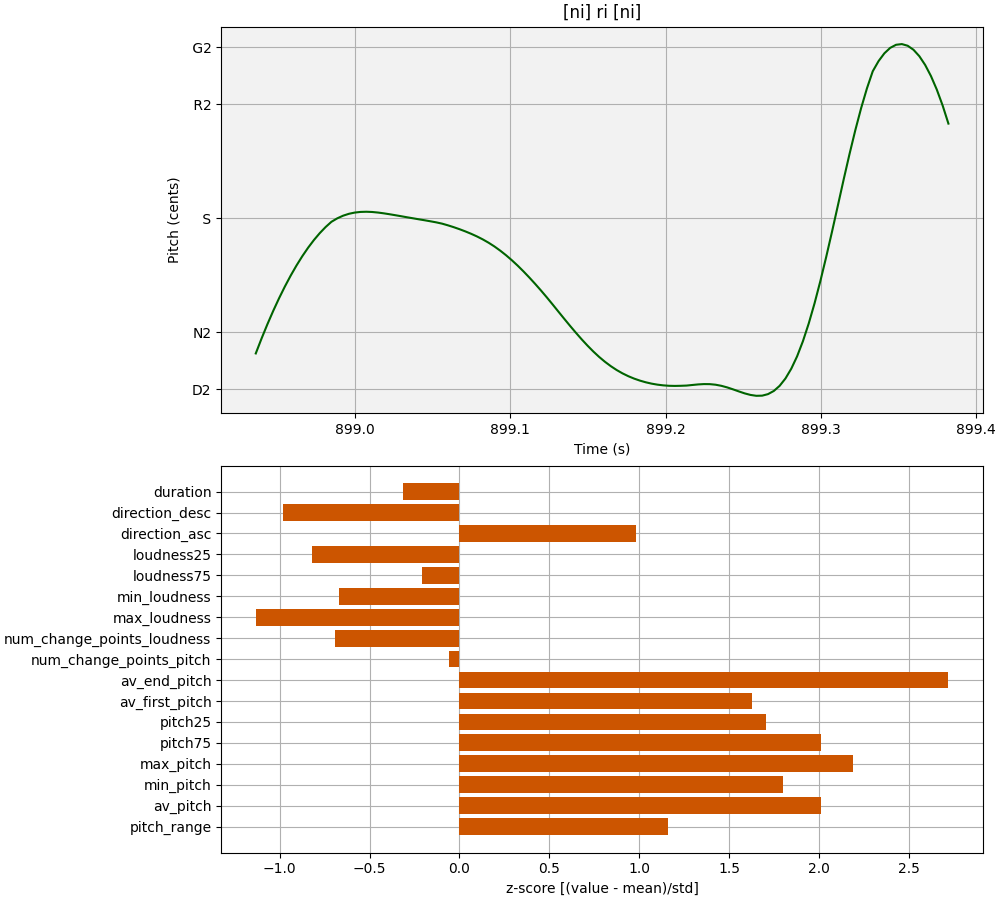 [ni] ri [ni]
G2
R2
S
N2
D2
Pitch (cents)
899.0 899.1 899.2 899.3 899.4
Time (s)
duration
direction_desc
direction_asc
loudness25
loudness75
min_loudness
max_loudness
num_change_points_loudness
num_change_points_pitch
av_end_pitch
av_first_pitch
pitch25
pitch75
max_pitch
min_pitch
av_pitch
pitch_range
−1.0 −0.5 0.0 0.5 1.0 1.5 2.0 2.5
z-score [(value - mean)/std]